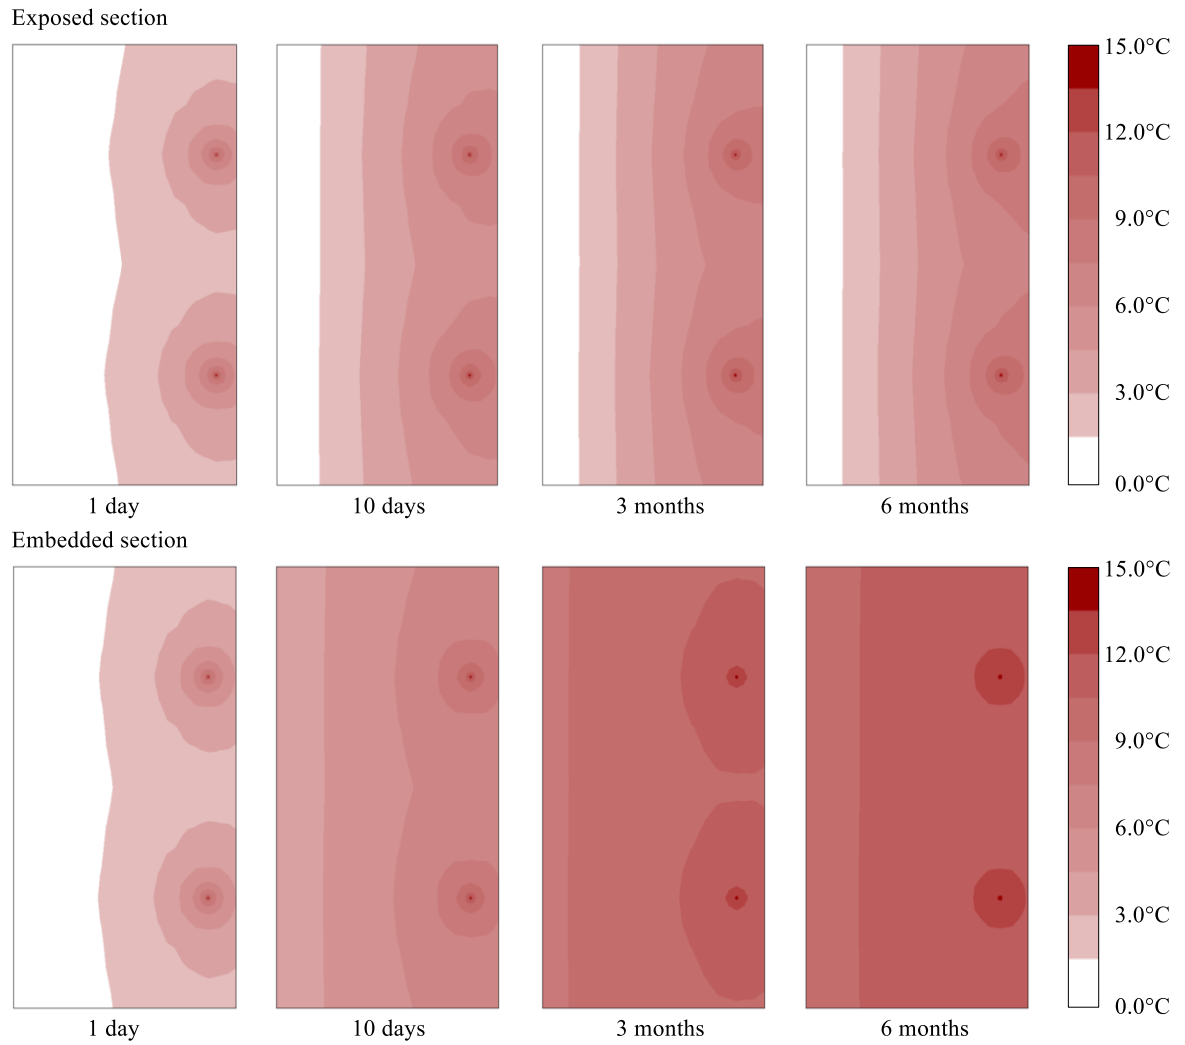 Exposed section
15.0°C
12.0°C
9.0°C
6.0°C
3.0°C
0.0°C
1 day
10 days
3 months
6 months
Embedded section
15.0°C
12.0°C
9.0°C
6.0°C
3.0°C
0.0°C
1 day
10 days
3 months
6 months